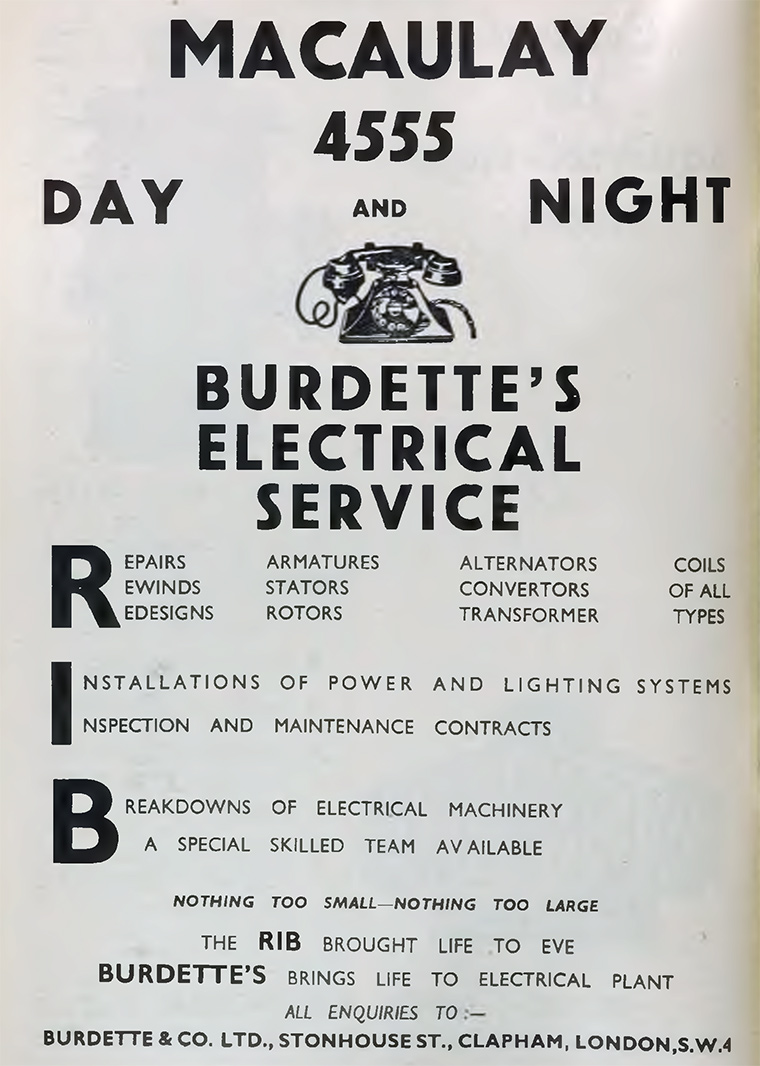 MACAULAY
4555
DAY AND NIGHT
BURDETTE'S
ELECTRICAL
SERVICE
REPAIRS ARMATURES ALTERNATORS COILS
REWINDS STATORS CONVERTORS OF ALL
REDESIGNS ROTORS TRANSFORMER TYPES
INSTALLATIONS OF POWER AND LIGHTING SYSTEMS
INSPECTION AND MAINTENANCE CONTRACTS
BREAKDOWNS OF ELECTRICAL MACHINERY
A SPECIAL SKILLED TEAM AVAILABLE
NOTHING TOO SMALL—NOTHING TOO LARGE
THE RIB BROUGHT LIFE TO EVE
BURDETTE'S BRINGS LIFE TO ELECTRICAL PLANT
ALL ENQUIRIES TO :—
BURDETTE & CO. LTD., STONHOUSE ST., CLAPHAM, LONDON, S.W.4